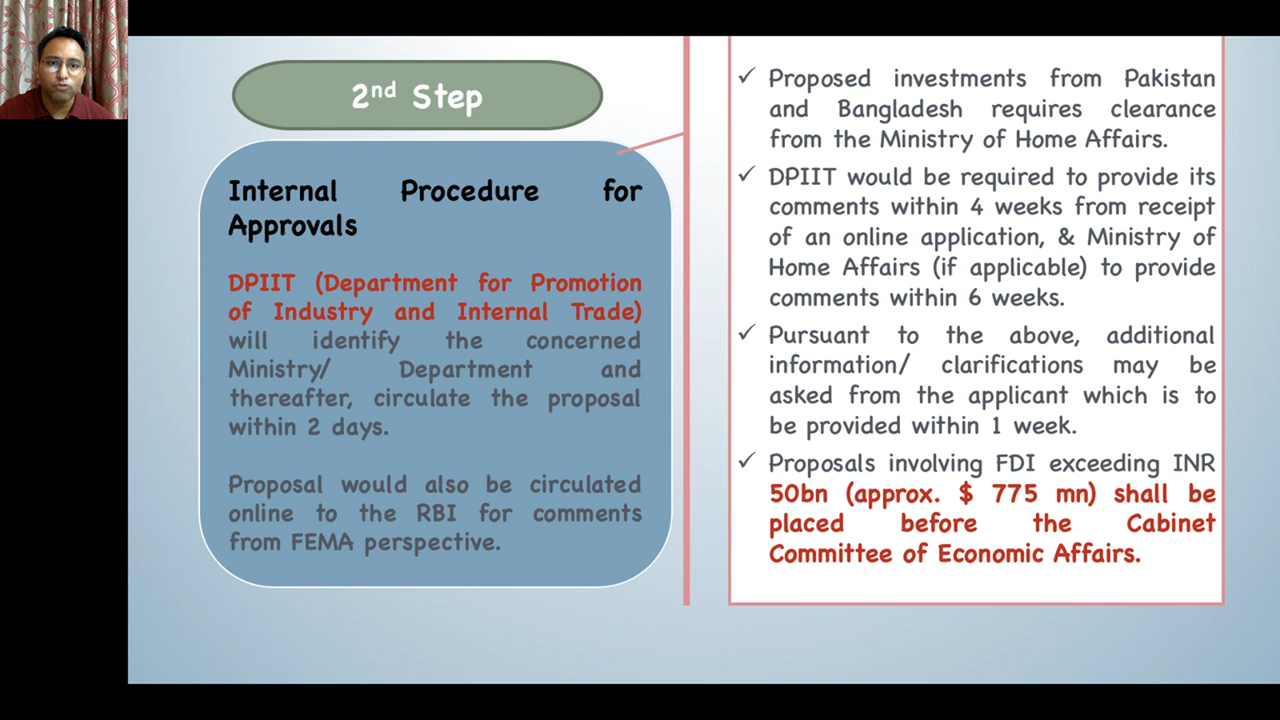 2nd Step
Internal Procedure for
Approvals
DPIIT (Department for Promotion
of Industry and Internal Trade)
will identify the concerned
Ministry/ Department and
thereafter, circulate the proposal
within 2 days.
Proposal would also be circulated
online to the RBI for comments
from FEMA perspective.
✓ Proposed investments from Pakistan
and Bangladesh requires clearance
from the Ministry of Home Affairs.
✓ DPIIT would be required to provide its
comments within 4 weeks from receipt
of an online application, & Ministry of
Home Affairs (if applicable) to provide
comments within 6 weeks.
✓ Pursuant to the above, additional
information/ clarifications may be
asked from the applicant which is to
be provided within 1 week.
✓ Proposals involving FDI exceeding INR
50bn (approx. $ 775 mn) shall be
placed before the Cabinet
Committee of Economic Affairs.